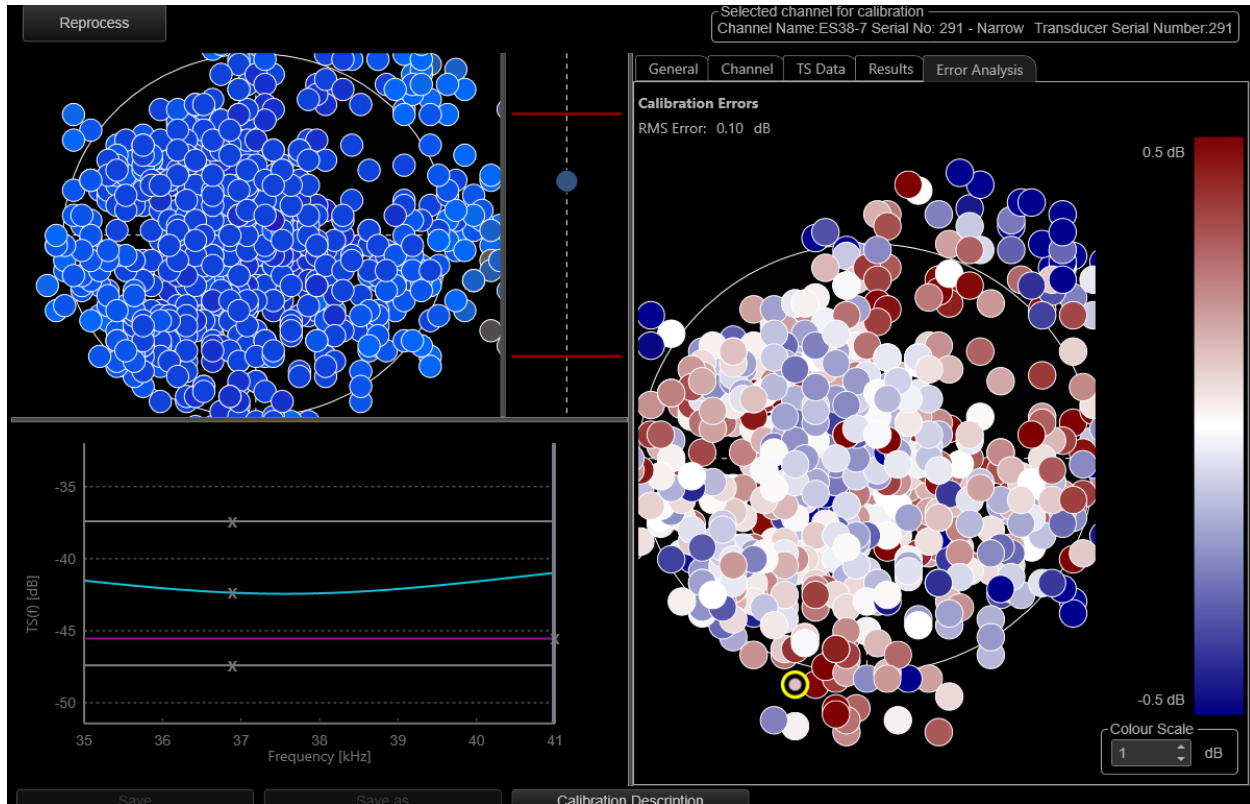 Reprocess
Selected channel for calibration
Channel Name:ES38-7 Serial No: 291 - Narrow Transducer Serial Number:291
General Channel TS Data Results Error Analysis
Calibration Errors
RMS Error: 0.10 dB
0.5 dB
-0.5 dB
Colour Scale
1 dB
TS(f) [dB]
-35
-40
-45
-50
x
x
x
x
35 36 37 38 39 40 41
Frequency [kHz]
Save Save as Calibration Description